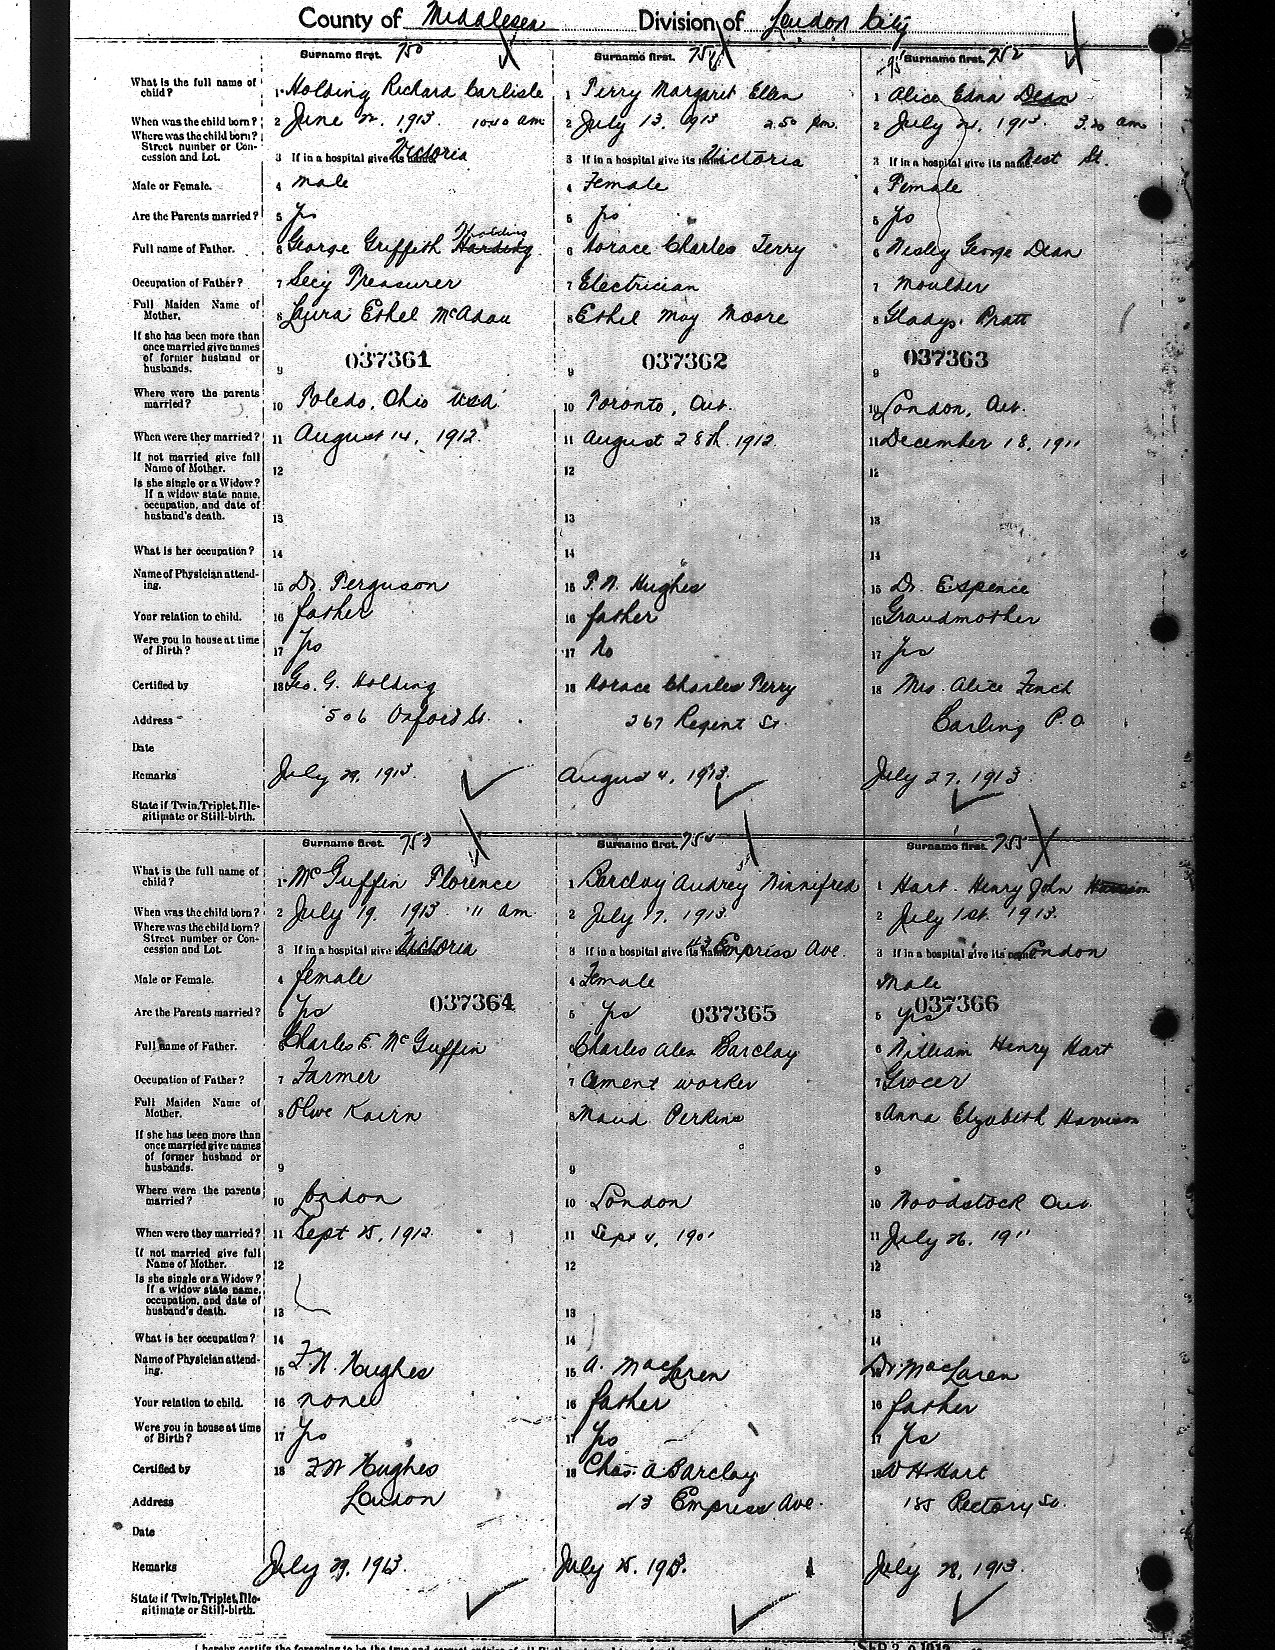 County of Middlesex Division of London City
Surname first. 750 Surname first. 751 Surname first. 752
What is the full name of child? 1 Holding Richard Carlisle 1 Terry Margaret Ellen 1 Alice Edna Dean
When was the child born? 2 June 1913. 10:40 am 2 July 13. 1913 2.50 pm. 2 July 1913. 3.20 am
Where was the child born? Street number or Concession and Lot. 3 If in a hospital give its name. Victoria 3 If in a hospital give its name Victoria 3 If in a hospital give its name. West St.
Male or Female. 4 male 4 Female 4 Female
Are the Parents married? 5 Yes 5 Yes 5 Yes
Full name of Father. 6 George Griffith Harding Holding 6 Horace Charles Terry 6 Wesley George Dean
Occupation of Father? 7 Secy Treasurer 7 Electrician 7 Moulder
Full Maiden Name of Mother. 8 Laura Ethel McAdau 8 Ethel May Moore 8 Gladys Pratt
If she has been more than once married give names of former husband or husbands. 9 037361 9 037362 9 037363
Where were the parents married? 10 Toledo, Ohio USA 10 Toronto, Ont. 10 London, Ont.
When were they married? 11 August 14, 1912. 11 August 28th 1912. 11 December 18, 1911
If not married give full Name of Mother. 12 12 12
Is she single or a Widow? If a widow state name, occupation, and date of husband's death. 13 13 13
What is her occupation? 14 14 14
Name of Physician attending. 15 Dr. Ferguson 15 F. W. Hughes 15 Dr. Espence
Your relation to child. 16 father 16 father 16 Grandmother
Were you in house at time of Birth? 17 Yes 17 No 17 Yes
Certified by 18 Geo. G. Holding 18 Horace Charles Terry 18 Mrs. Alice Finch
Address 506 Oxford St. 267 Regent St. Carling P.O
Date
Remarks July 29, 1913. August 4, 1913. July 27, 1913
State if Twin, Triplet, Illegitimate or Still-birth.
Surname first. 753 Surname first. 754 Surname first. 755
What is the full name of child? 1 McGuffin Florence 1 Barclay Audrey Winnifred 1 Hart. Henry John Harrison
When was the child born? 2 July 19. 1913 11 am 2 July 17. 1913. 2 July 1st. 1913.
Where was the child born? Street number or Concession and Lot. 3 If in a hospital give its name. Victoria 3 If in a hospital give its name 43 Empress Ave. 3 If in a hospital give its name London
Male or Female. 4 female 4 Female Male
Are the Parents married? 5 Yes 037364 5 Yes 037365 5 Yes 037366
Full name of Father. 6 Charles E. McGuffin 6 Charles Alex Barclay 6 William Henry Hart
Occupation of Father? 7 Farmer 7 Cement worker 7 Grocer
Full Maiden Name of Mother. 8 Olive Kairn 8 Maud Perkins 8 Anna Elizabeth Harrison
If she has been more than once married give names of former husband or husbands. 9 9 9
Where were the parents married? 10 London 10 London 10 Woodstock Ont.
When were they married? 11 Sept 25, 1912. 11 Sept 4, 1901 11 July 26, 1911
If not married give full Name of Mother. 12 12 12
Is she single or a Widow? If a widow state name, occupation, and date of husband's death. 13 13 13
What is her occupation? 14 14 14
Name of Physician attending. 15 F. W. Hughes 15 A. MacLaren Dr. MacLaren
Your relation to child. 16 none 16 father 16 father
Were you in house at time of Birth? 17 Yes 17 Yes 17 Yes
Certified by 18 F W Hughes 18 Chas. A Barclay 18 W H Hart
Address London 43 Empress Ave. 185 Rectory St.
Date
Remarks July 29, 1913. July 25, 1913. July 28, 1913.
State if Twin, Triplet, Illegitimate or Still-birth.